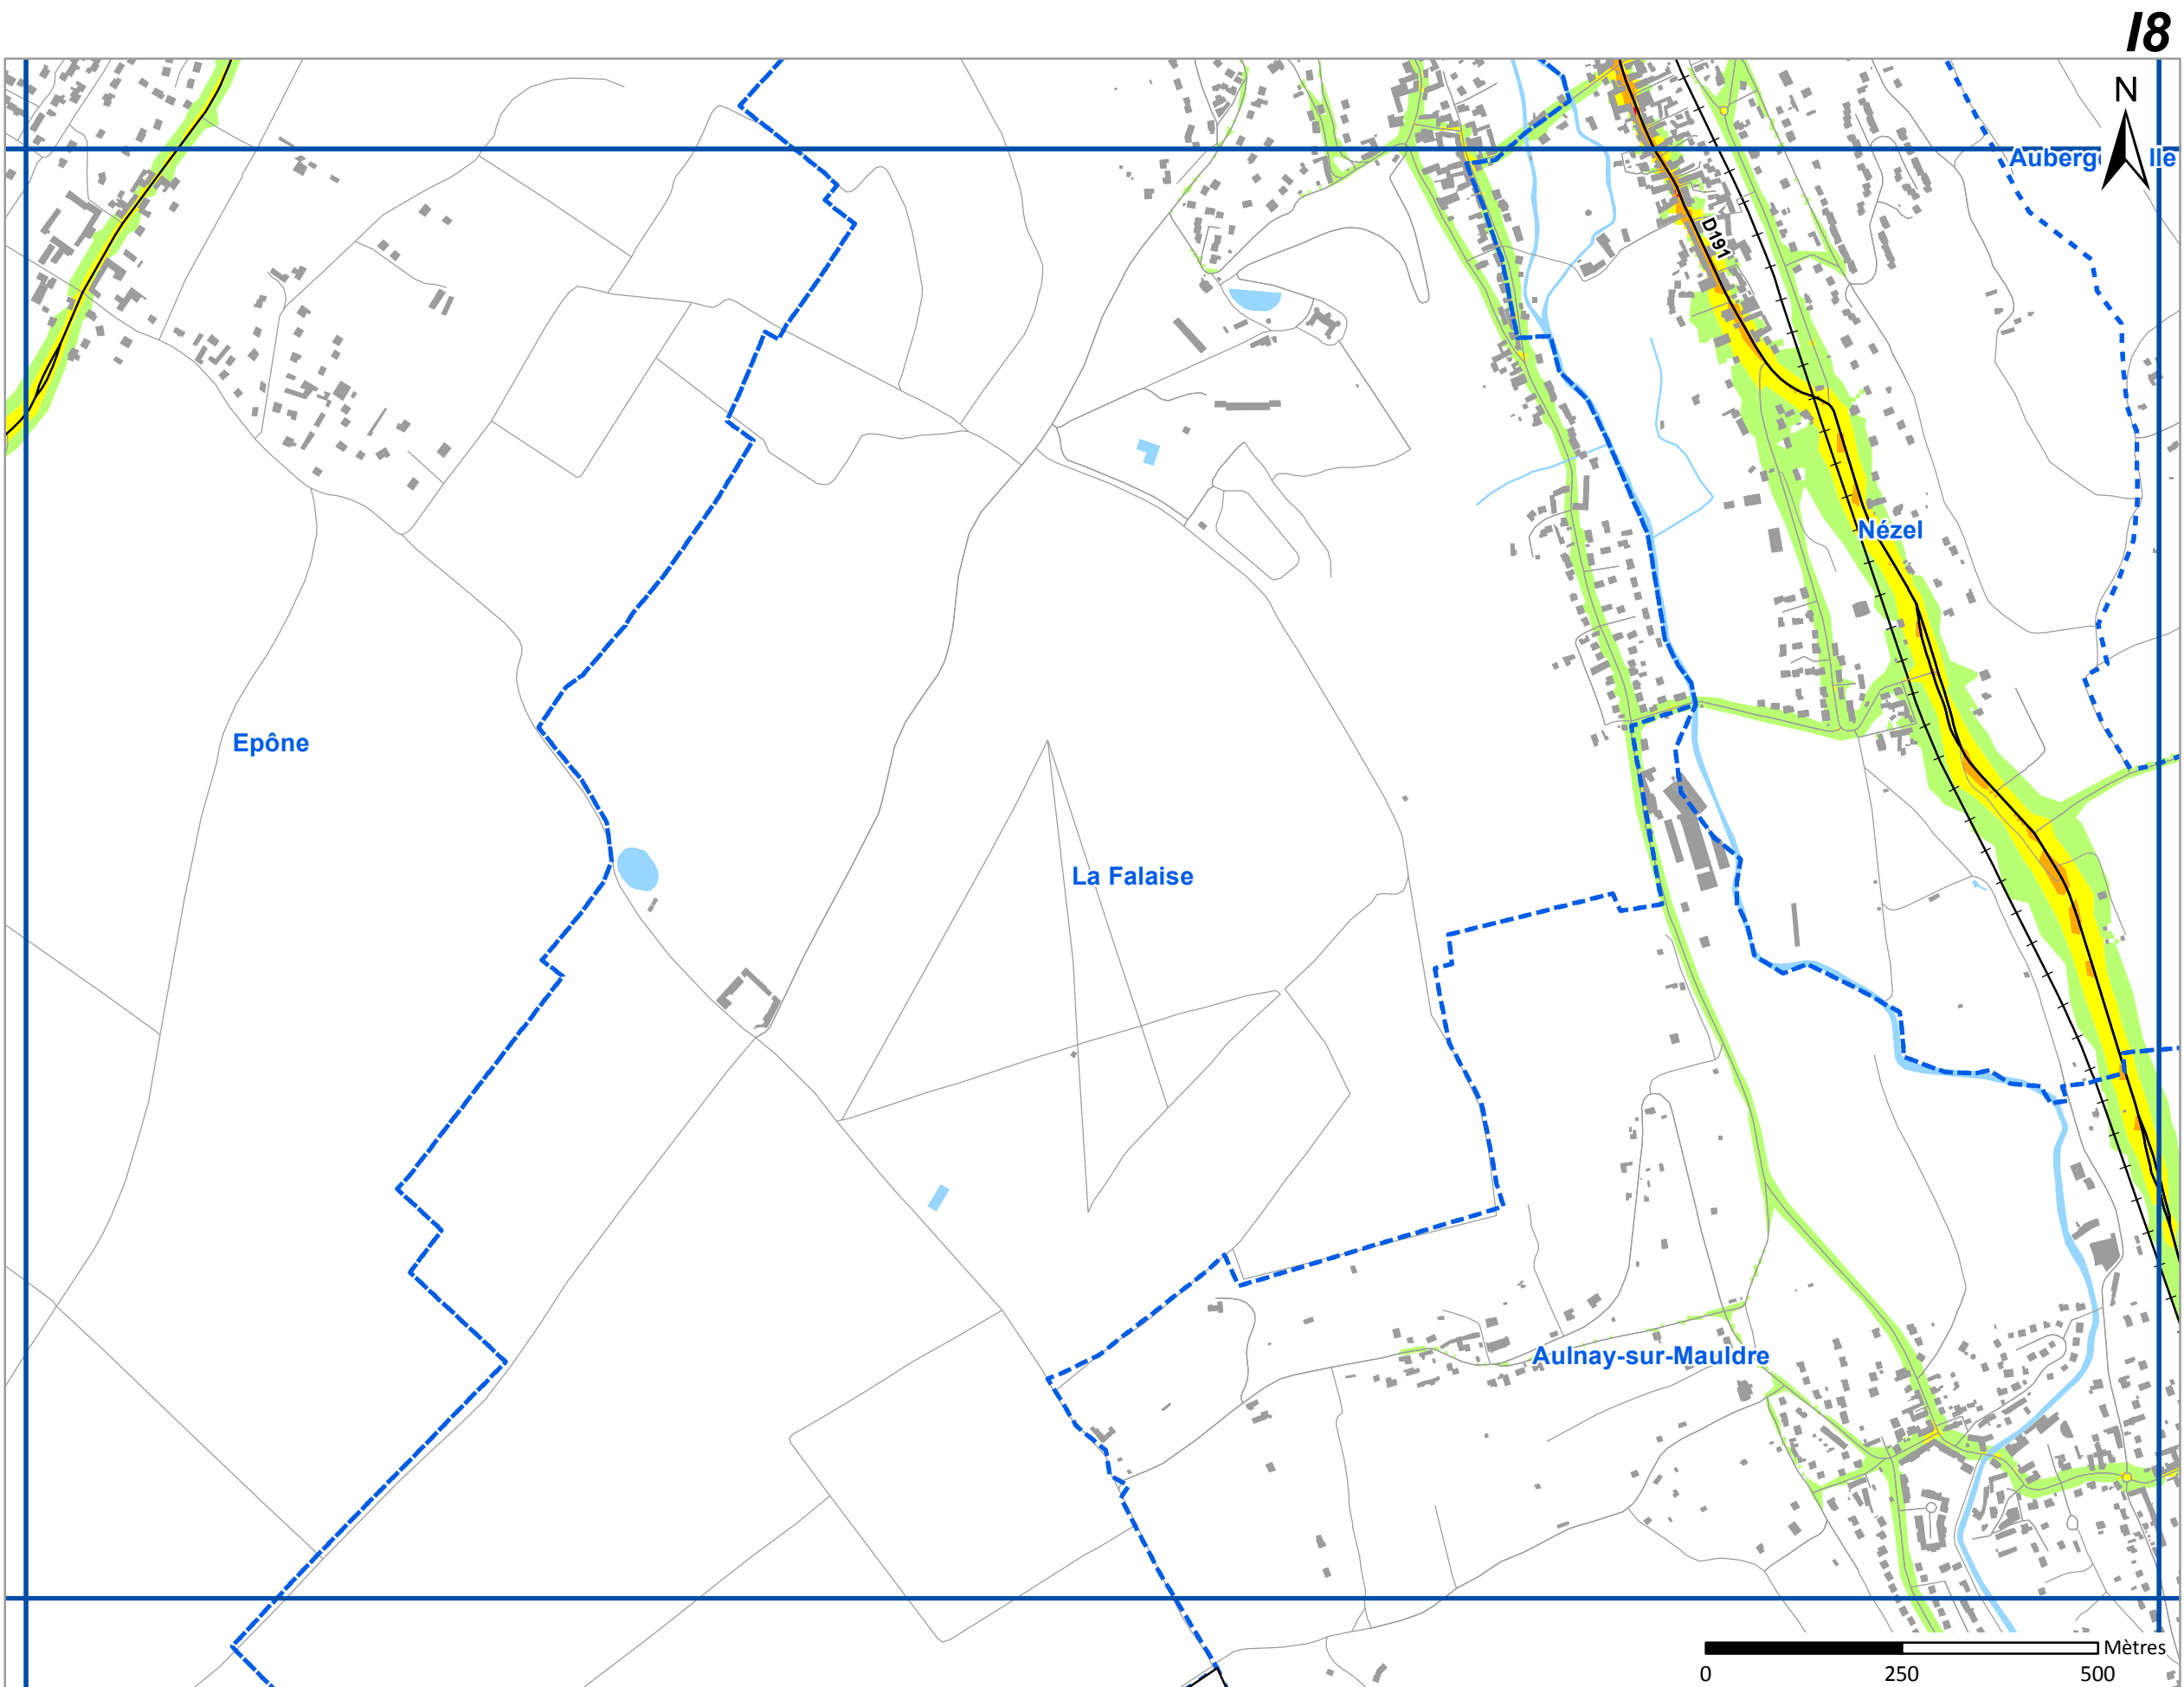 I8
N
Auberg lle
D191
Nézel
Epône
La Falaise
Aulnay-sur-Mauldre
Mètres
0 250 500